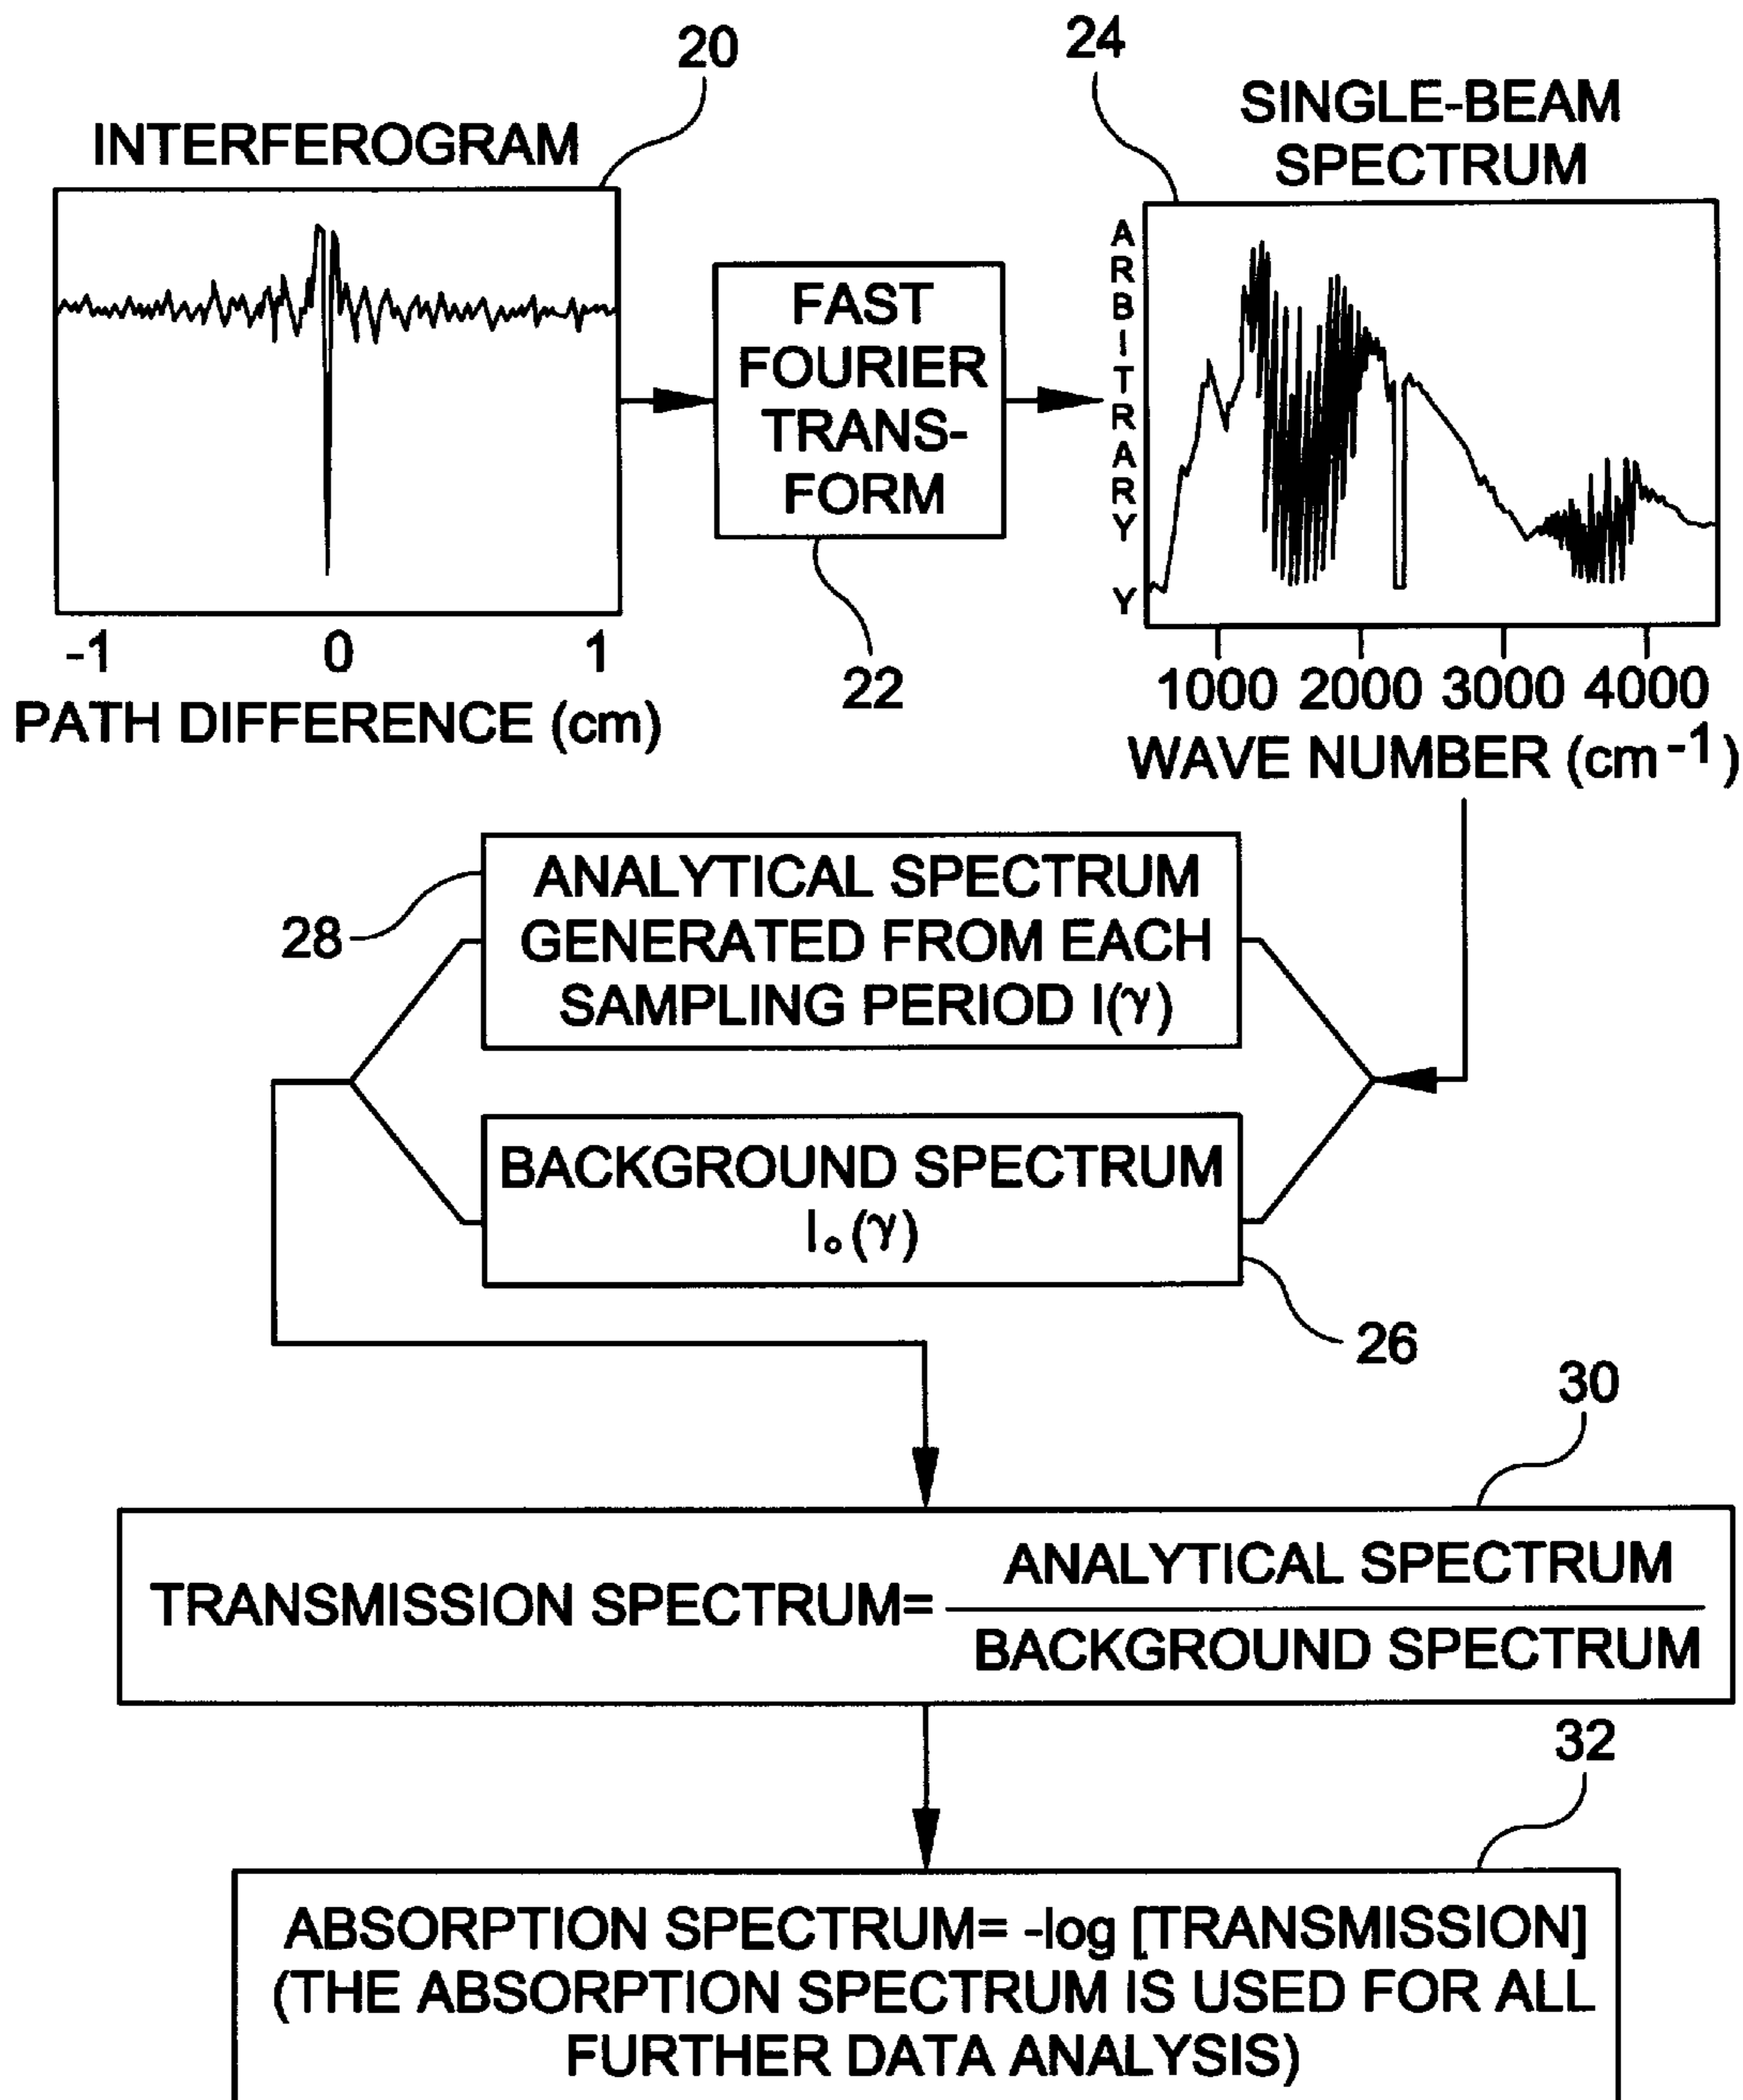 20
24
INTERFEROGRAM
SINGLE-BEAM
SPECTRUM
ARBITRARY Y
FAST
FOURIER
TRANS-
FORM
-1 0 1
22
1000 2000 3000 4000
PATH DIFFERENCE (cm)
WAVE NUMBER (cm-1)
ANALYTICAL SPECTRUM
GENERATED FROM EACH
SAMPLING PERIOD I(γ)
28
BACKGROUND SPECTRUM
I₀(γ)
26
30
TRANSMISSION SPECTRUM=
ANALYTICAL SPECTRUM
BACKGROUND SPECTRUM
32
ABSORPTION SPECTRUM= -log [TRANSMISSION]
(THE ABSORPTION SPECTRUM IS USED FOR ALL
FURTHER DATA ANALYSIS)